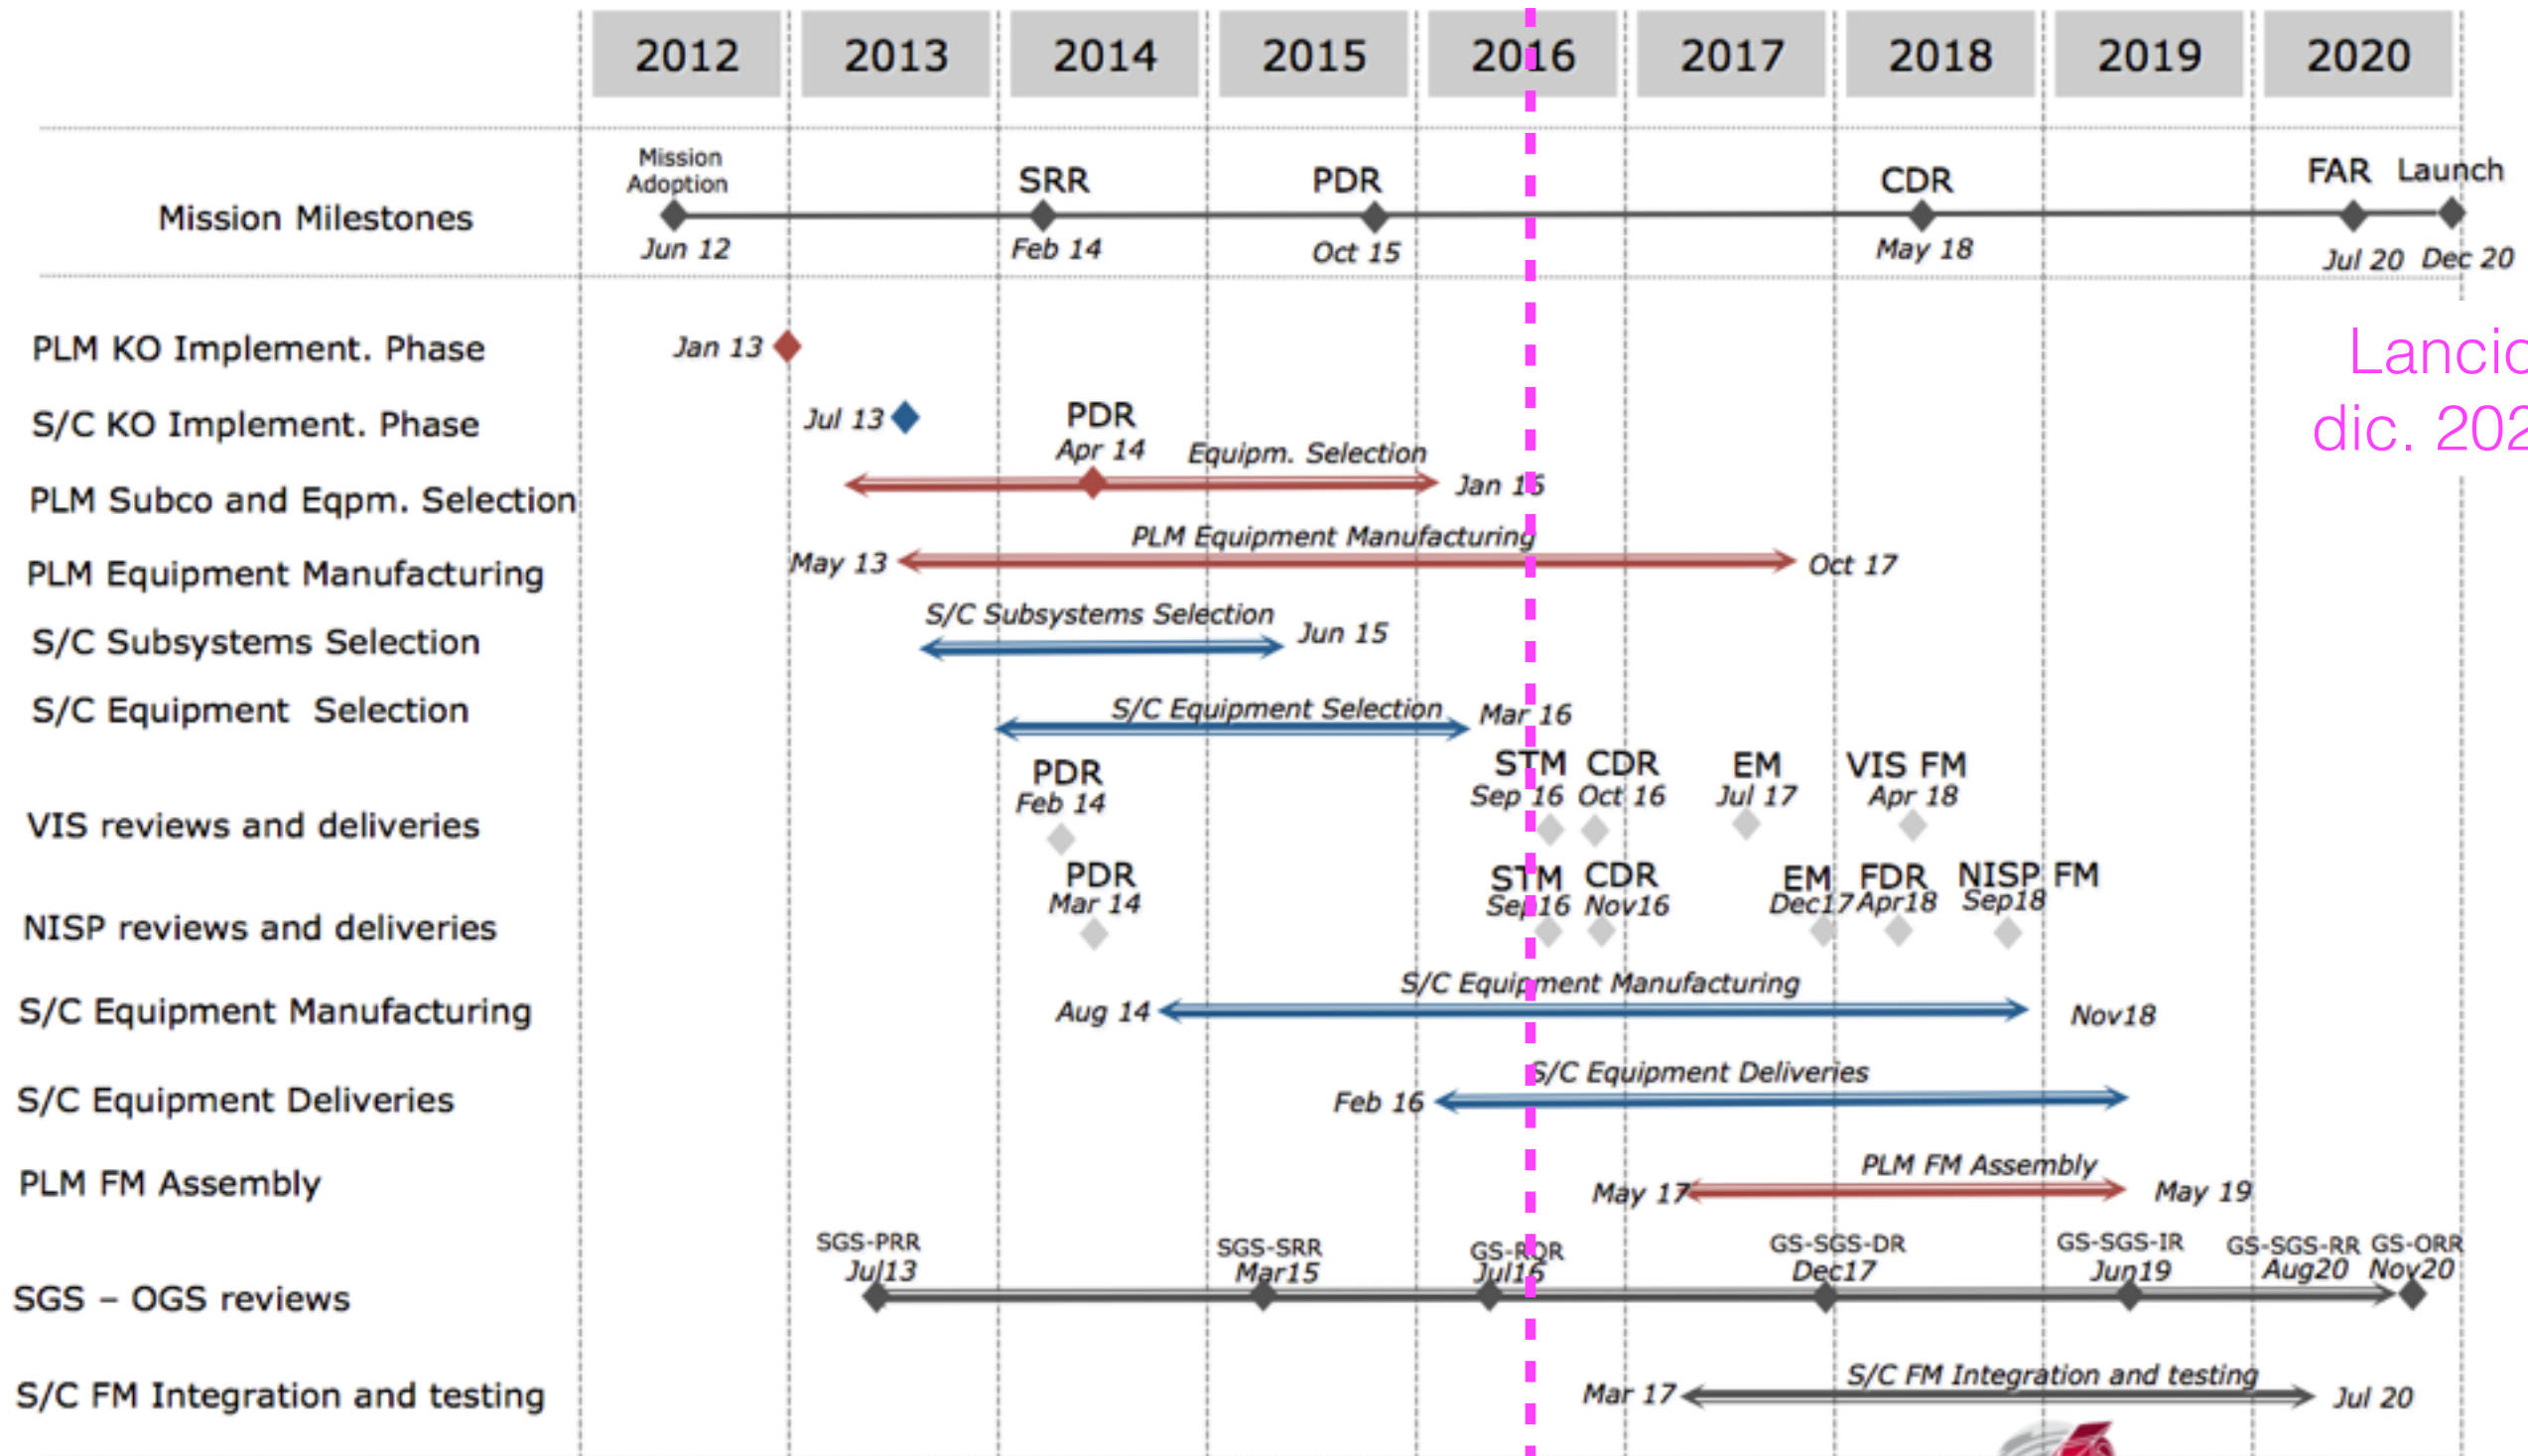 2012 2013 2014 2015 2016 2017 2018 2019 2020
Mission
Adoption
SRR PDR CDR FAR Launch
Mission Milestones
Jun 12 Feb 14 Oct 15 May 18 Jul 20 Dec 20
PLM KO Implement. Phase Jan 13
Lancio
dic. 202
S/C KO Implement. Phase Jul 13
PDR
Apr 14 Equipm. Selection
PLM Subco and Eqpm. Selection Jan 16
PLM Equipment Manufacturing
PLM Equipment Manufacturing May 13 Oct 17
S/C Subsystems Selection
S/C Subsystems Selection Jun 15
S/C Equipment Selection
S/C Equipment Selection Mar 16
PDR STM CDR EM VIS FM
Feb 14 Sep 16 Oct 16 Jul 17 Apr 18
VIS reviews and deliveries
PDR STM CDR EM FDR NISP FM
Mar 14 Sep16 Nov16 Dec17 Apr18 Sep18
NISP reviews and deliveries
S/C Equipment Manufacturing
S/C Equipment Manufacturing Aug 14 Nov18
S/C Equipment Deliveries
S/C Equipment Deliveries Feb 16
PLM FM Assembly
PLM FM Assembly May 17 May 19
SGS-PRR SGS-SRR GS-RQR GS-SGS-DR GS-SGS-IR GS-SGS-RR GS-ORR
Jul13 Mar15 Jul16 Dec17 Jun19 Aug20 Nov20
SGS – OGS reviews
S/C FM Integration and testing
S/C FM Integration and testing Mar 17 Jul 20